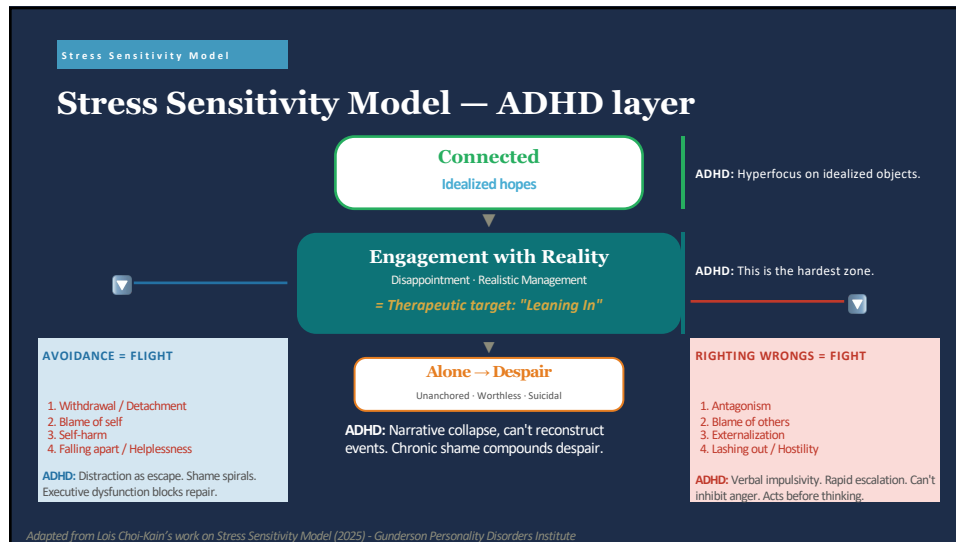 Stress Sensitivity Model
Stress Sensitivity Model — ADHD layer
Connected
Idealized hopes
ADHD: Hyperfocus on idealized objects.
Engagement with Reality
Disappointment · Realistic Management
= Therapeutic target: "Leaning In"
ADHD: This is the hardest zone.
AVOIDANCE = FLIGHT
1. Withdrawal / Detachment
2. Blame of self
3. Self-harm
4. Falling apart / Helplessness
ADHD: Distraction as escape. Shame spirals.
Executive dysfunction blocks repair.
Alone → Despair
Unanchored · Worthless · Suicidal
ADHD: Narrative collapse, can't reconstruct
events. Chronic shame compounds despair.
RIGHTING WRONGS = FIGHT
1. Antagonism
2. Blame of others
3. Externalization
4. Lashing out / Hostility
ADHD: Verbal impulsivity. Rapid escalation. Can't
inhibit anger. Acts before thinking.
Adapted from Lois Choi-Kain's work on Stress Sensitivity Model (2025) - Gunderson Personality Disorders Institute